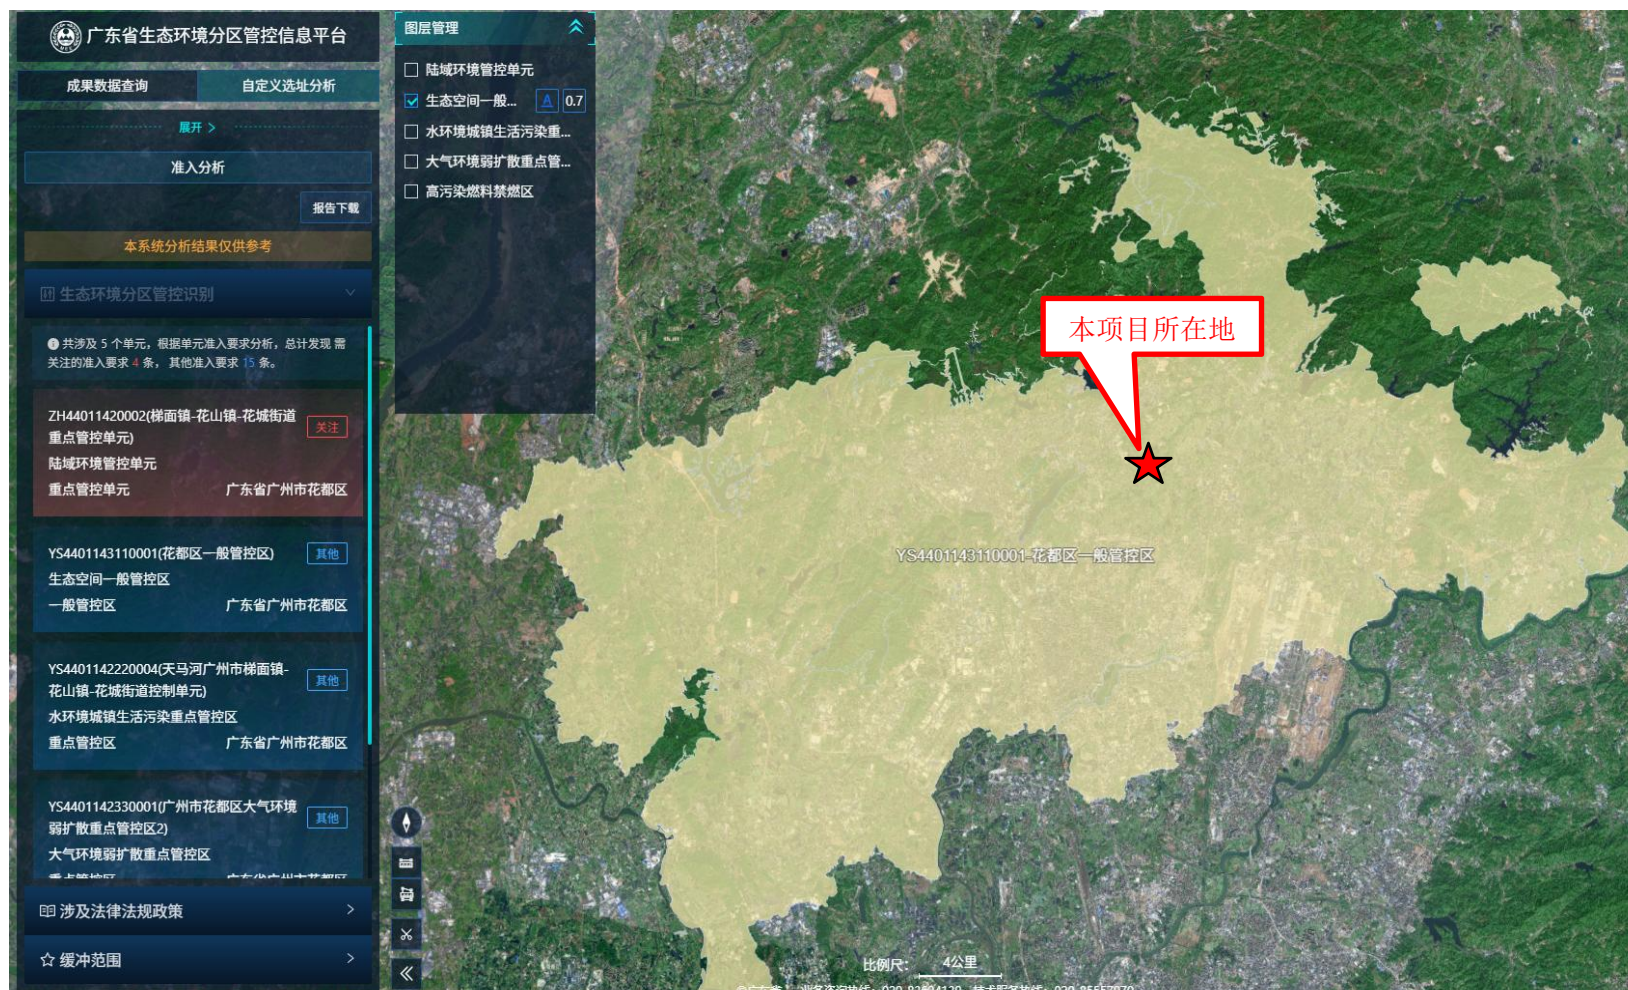 广东省生态环境分区管控信息平台
成果数据查询
自定义选址分析
展开 >
准入分析
报告下载
本系统分析结果仅供参考
生态环境分区管控识别
共涉及 5 个单元，根据单元准入要求分析，总计发现 需
关注的准入要求 4 条， 其他准入要求 15 条。
ZH44011420002(梯面镇-花山镇-花城街道
重点管控单元)
关注
陆域环境管控单元
重点管控单元
广东省广州市花都区
YS4401143110001(花都区一般管控区)
其他
生态空间一般管控区
一般管控区
广东省广州市花都区
YS4401142220004(天马河广州市梯面镇-
花山镇-花城街道控制单元)
其他
水环境城镇生活污染重点管控区
重点管控区
广东省广州市花都区
YS4401142330001(广州市花都区大气环境
弱扩散重点管控区2)
其他
大气环境弱扩散重点管控区
重点管控区
广东省广州市花都区
涉及法律法规政策
缓冲范围
图层管理
陆域环境管控单元
生态空间一般...
A 0.7
水环境城镇生活污染重...
大气环境弱扩散重点管...
高污染燃料禁燃区
本项目所在地
YS4401143110001-花都区一般管控区
比例尺：
4公里